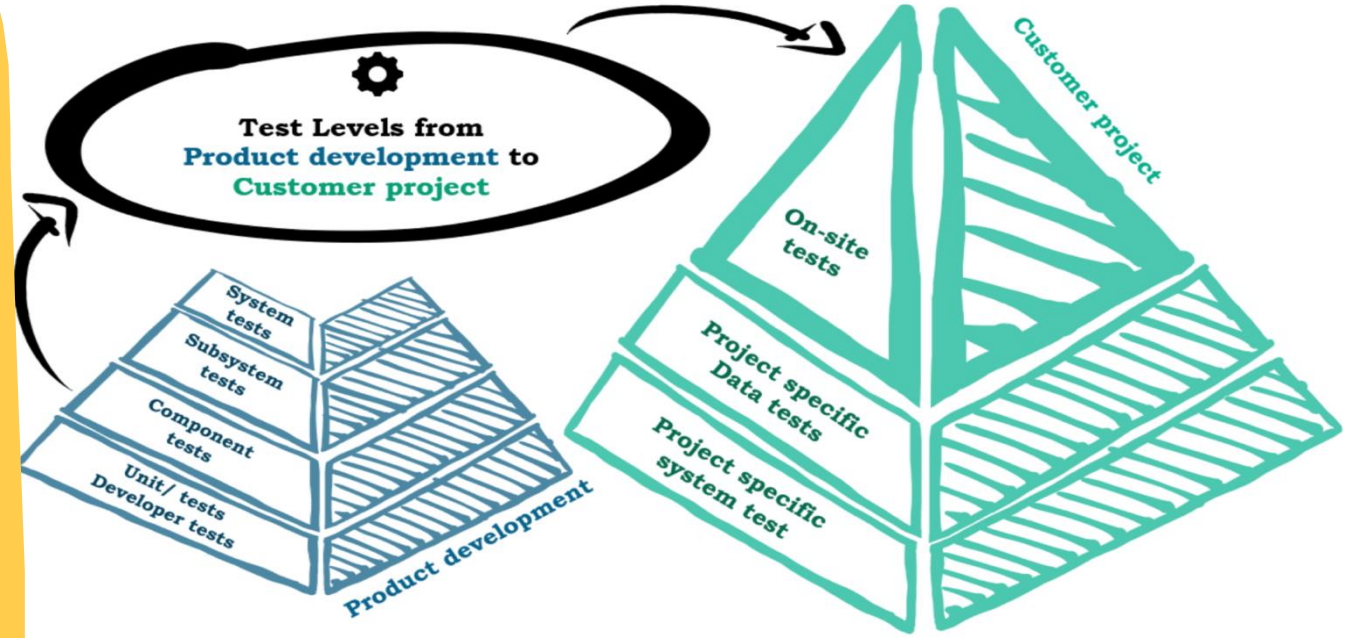 Test Levels from
Product development to
Customer project
System
tests
Subsystem
tests
Component
tests
Unit/ tests
Developer tests
Product development
Customer project
On-site
tests
Project specific
Data tests
Project specific
system test